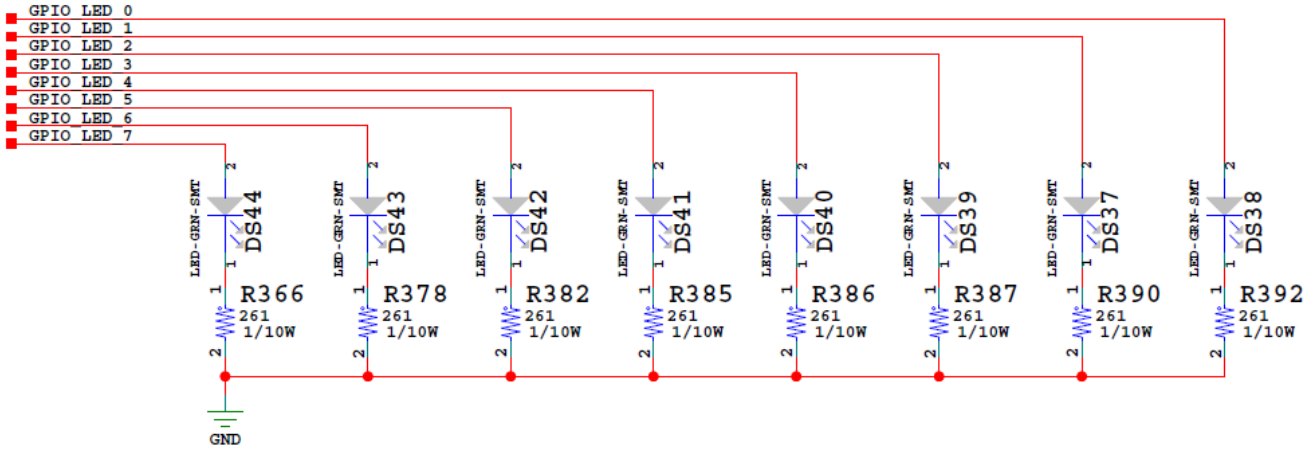 GPIO LED 0
GPIO LED 1
GPIO LED 2
GPIO LED 3
GPIO LED 4
GPIO LED 5
GPIO LED 6
GPIO LED 7
2 2 2 2 2 2 2 2
LED-GRN-SMT DS44 LED-GRN-SMT DS43 LED-GRN-SMT DS42 LED-GRN-SMT DS41 LED-GRN-SMT DS40 LED-GRN-SMT DS39 LED-GRN-SMT DS37 LED-GRN-SMT DS38
1 1 1 1 1 1 1 1
1 R366 1 R378 1 R382 1 R385 1 R386 1 R387 1 R390 1 R392
261 261 261 261 261 261 261 261
1/10W 1/10W 1/10W 1/10W 1/10W 1/10W 1/10W 1/10W
2 2 2 2 2 2 2 2
GND